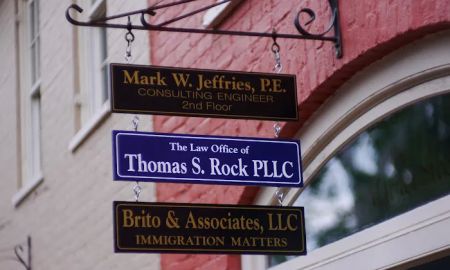 Mark W. Jeffries, P.E.
CONSULTING ENGINEER
2nd Floor
The Law Office of
Thomas S. Rock PLLC
Brito & Associates, LLC
IMMIGRATION MATTERS